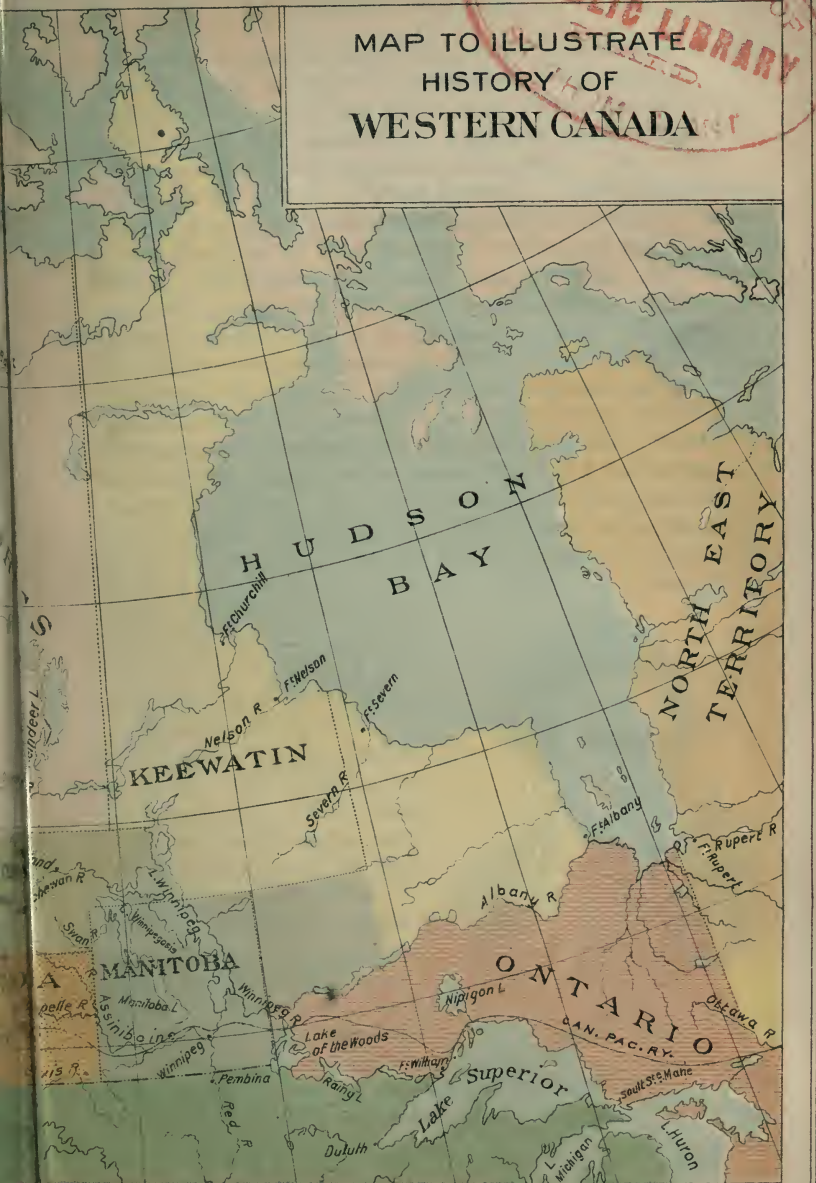 MAP TO ILLUSTRATE
HISTORY OF
WESTERN CANADA
LIBRARY
HUDSON
BAY
NORTH EAST
TERRITORY
Ft Churchill
Ft Nelson
Nelson R
Ft Severn
Severn R
KEEWATIN
Ft Albany
Albany R
Rupert R
Ft Rupert
L. Winnipeg
Winnipegosis
Swan R
MANITOBA
Manitoba L
Assiniboine
Winnipeg R
Winnipeg
Pembina
Red R
Lake
of the Woods
Rainy L
Ft William
Nipigon L
ONTARIO
CAN. PAC. RY.
Ottawa R
Sault Ste Marie
Lake Superior
Duluth
L. Michigan
L. Huron